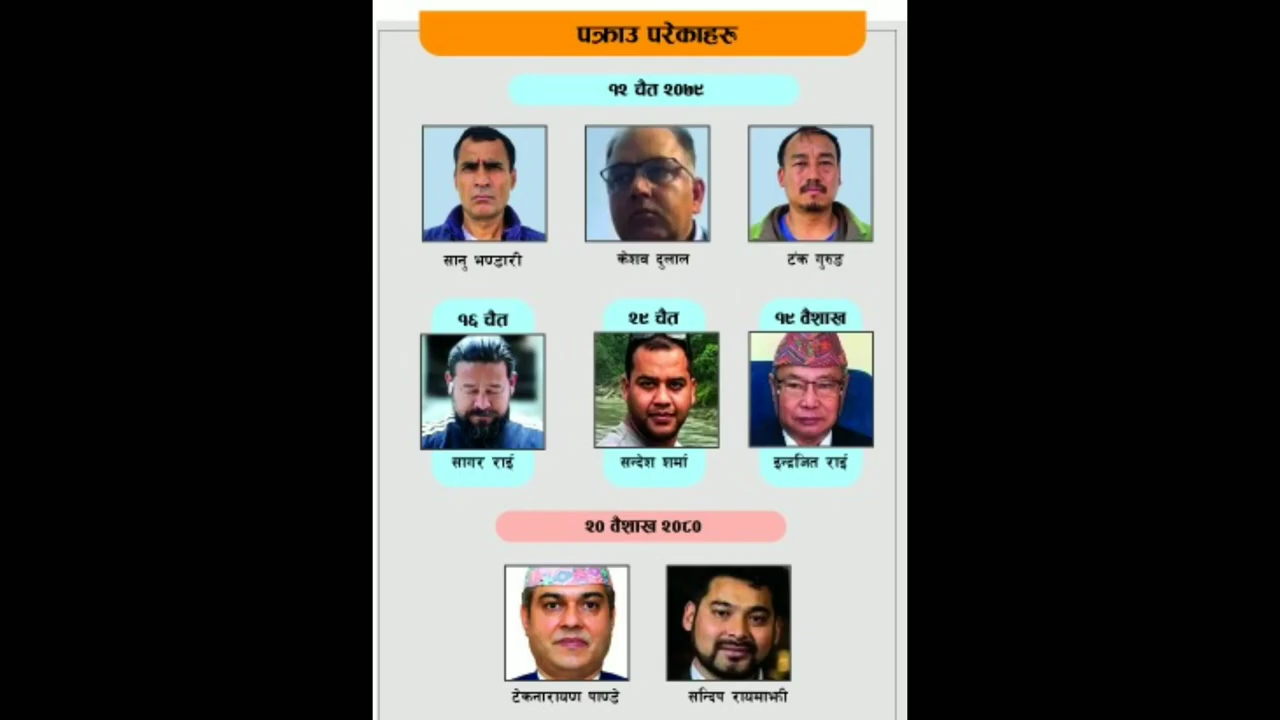 पक्राउ परेकाहरू
१२ चैत २०७९
सानु भण्डारी
केशव दुलाल
टंक गुरुङ
१६ चैत
२९ चैत
१९ वैशाख
सागर राई
सन्देश शर्मा
इन्द्रजित राई
२० वैशाख २०८०
टेकनारायण पाण्डे
सन्दिप रायमाझी